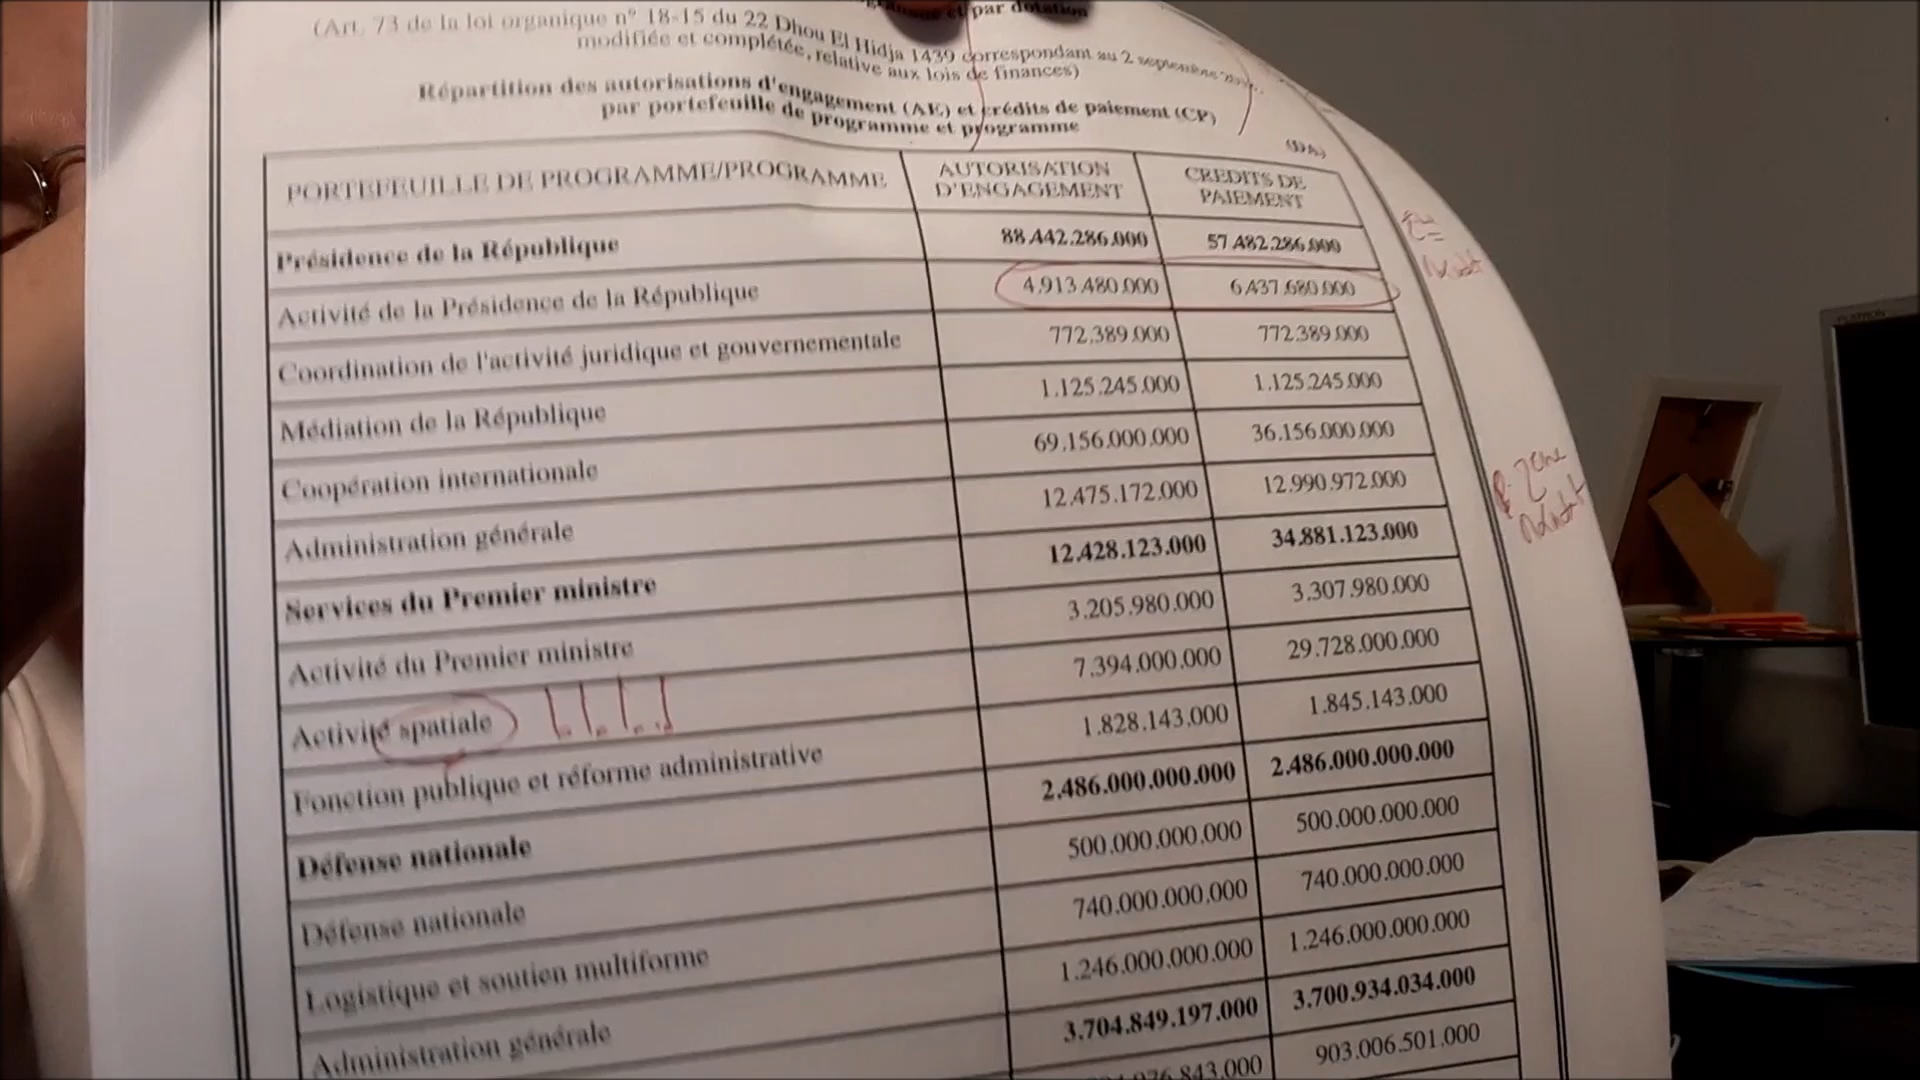 et par dotation
(Art. 73 de la loi organique n° 18-15 du 22 Dhou El Hidja 1439 correspondant au 2 septembre
modifiée et complétée, relative aux lois de finances)
Répartition des autorisations d'engagement (AE) et crédits de paiement (CP)
par portefeuille de programme et programme
(DA)
PORTEFEUILLE DE PROGRAMME/PROGRAMME AUTORISATION D'ENGAGEMENT CREDITS DE PAIEMENT
Présidence de la République 88.442.286.000 57.482.286.000
Activité de la Présidence de la République 4.913.480.000 6.437.680.000
Coordination de l'activité juridique et gouvernementale 772.389.000 772.389.000
Médiation de la République 1.125.245.000 1.125.245.000
Coopération internationale 69.156.000.000 36.156.000.000
Administration générale 12.475.172.000 12.990.972.000
Services du Premier ministre 12.428.123.000 34.881.123.000
Activité du Premier ministre 3.205.980.000 3.307.980.000
Activité spatiale !.!.!.! 7.394.000.000 29.728.000.000
Fonction publique et réforme administrative 1.828.143.000 1.845.143.000
Défense nationale 2.486.000.000.000 2.486.000.000.000
Défense nationale 500.000.000.000 500.000.000.000
Logistique et soutien multiforme 740.000.000.000 740.000.000.000
Administration générale 1.246.000.000.000 1.246.000.000.000
3.704.849.197.000 3.700.934.034.000
903.006.501.000